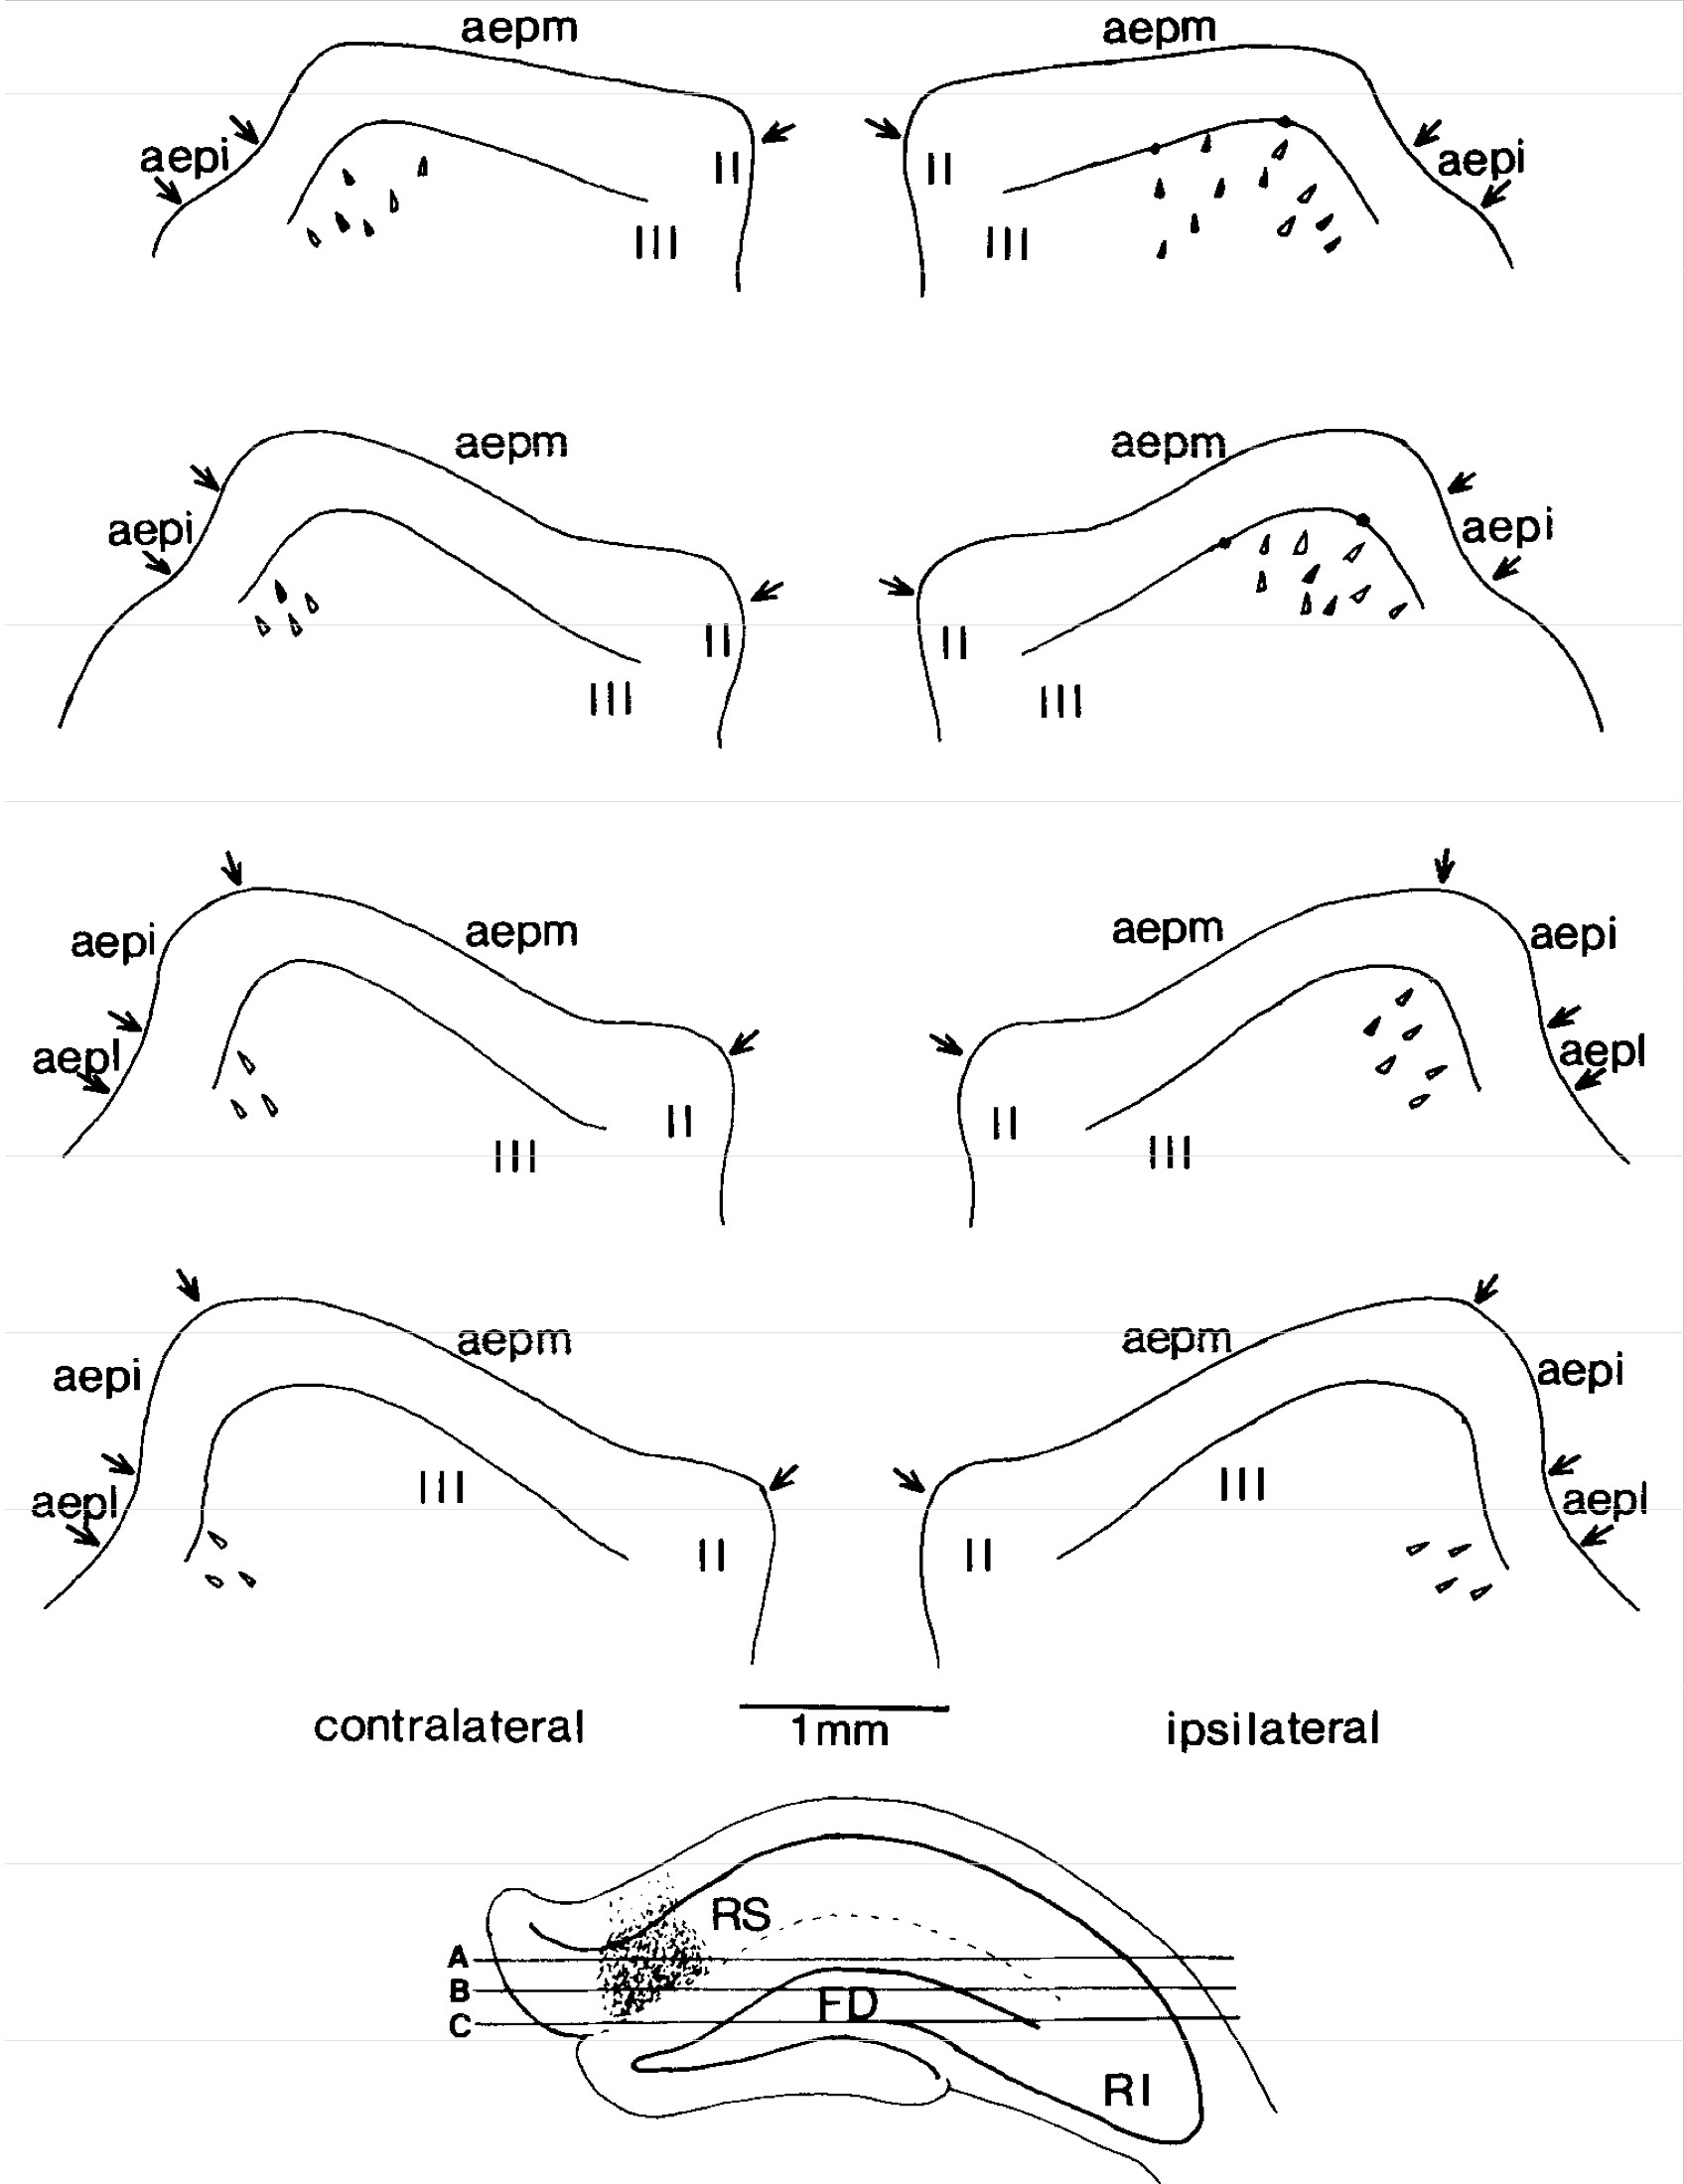 aepm aepm
aepi II II aepi
III III
aepm aepm
aepi aepi
II II
III III
aepi aepm aepm aepi
aepl aepl
II II
III III
aepm aepm
aepi aepi
III III
aepl aepl
II II
contralateral 1mm ipsilateral
RS
A
B
FD
C
RI